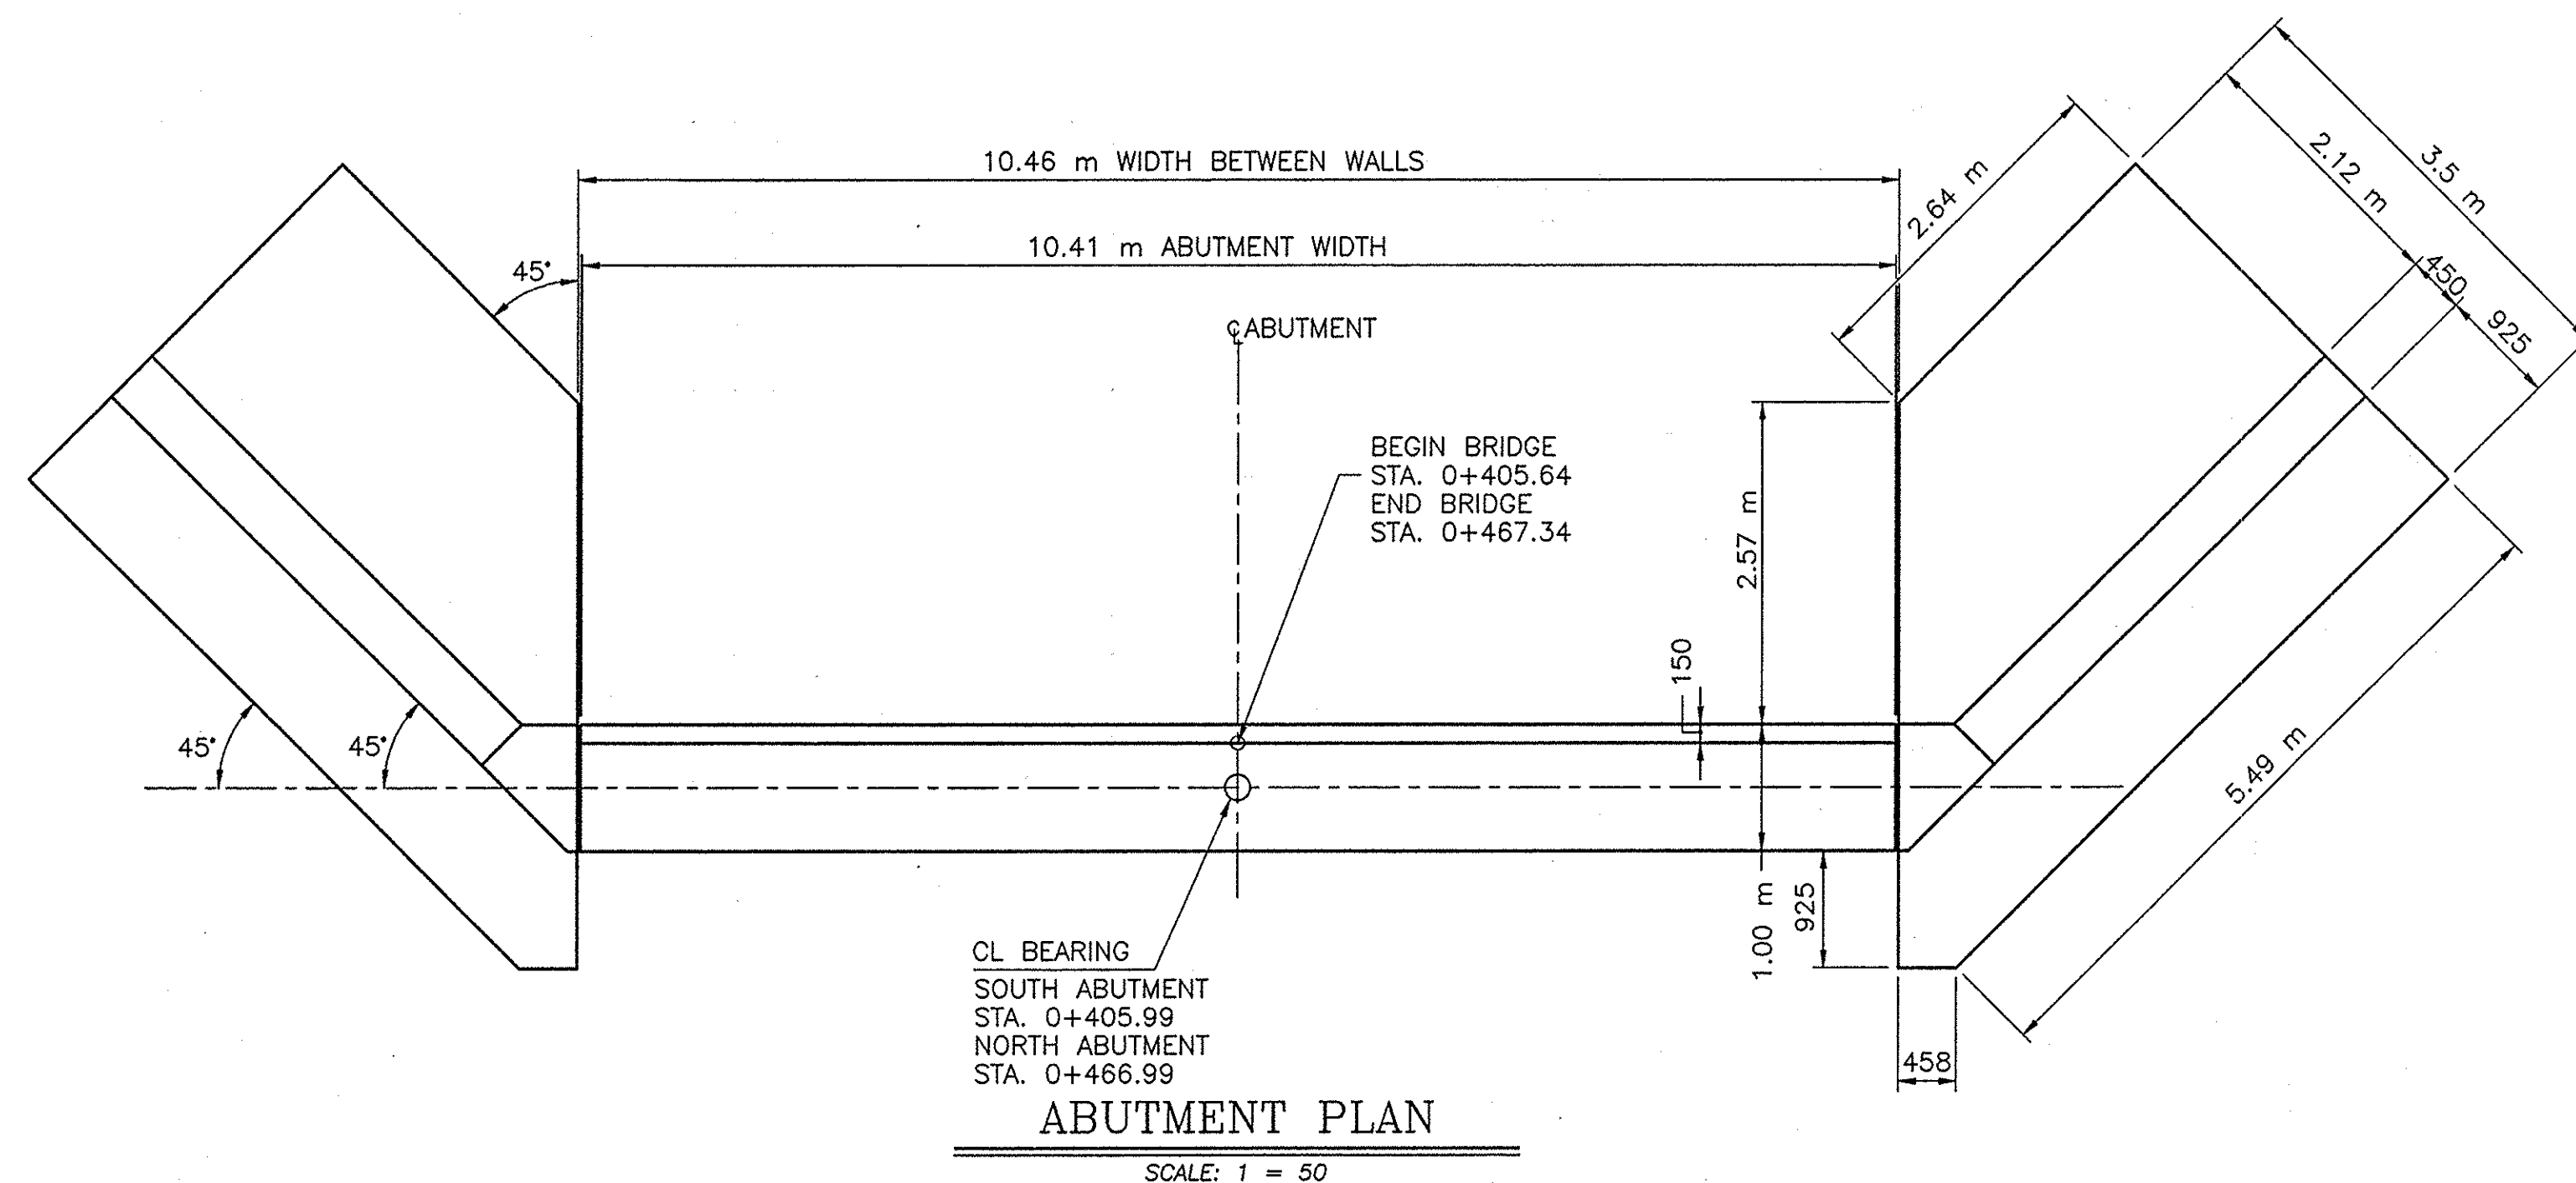 10.46 m WIDTH BETWEEN WALLS
10.41 m ABUTMENT WIDTH
℄ ABUTMENT
45°
2.64 m
3.5 m
2.12 m
450
925
BEGIN BRIDGE
STA. 0+405.64
END BRIDGE
STA. 0+467.34
2.57 m
150
45°
45°
5.49 m
1.00 m
925
CL BEARING
SOUTH ABUTMENT
STA. 0+405.99
NORTH ABUTMENT
STA. 0+466.99
458
ABUTMENT PLAN
SCALE: 1 = 50